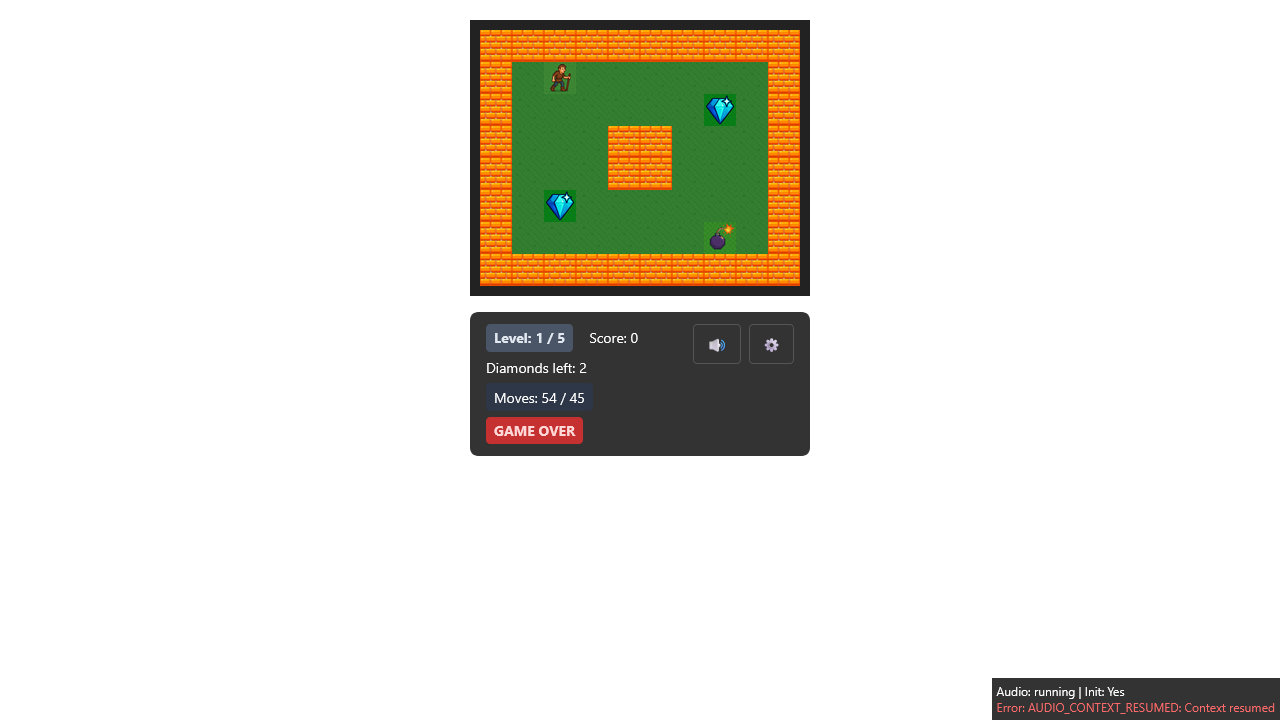 Level: 1 / 5
Score: 0
Diamonds left: 2
Moves: 54 / 45
GAME OVER
Audio: running | Init: Yes
Error: AUDIO_CONTEXT_RESUMED: Context resumed